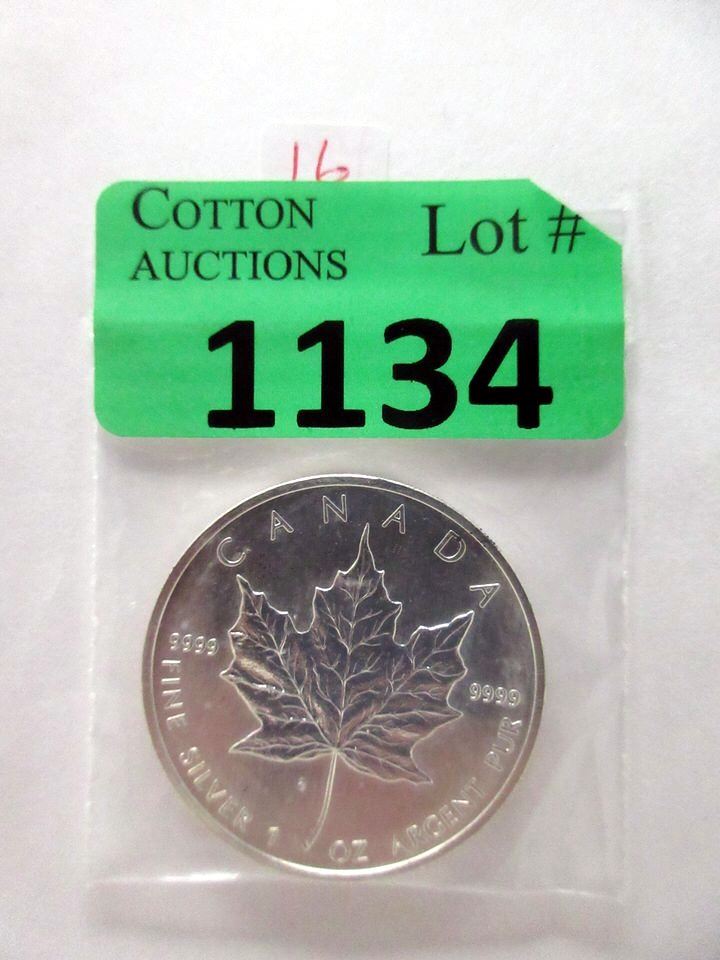 16
COTTON
AUCTIONS
Lot #
1134
CANADA
9999
9999
FINE SILVER 1 OZ ARGENT PUR